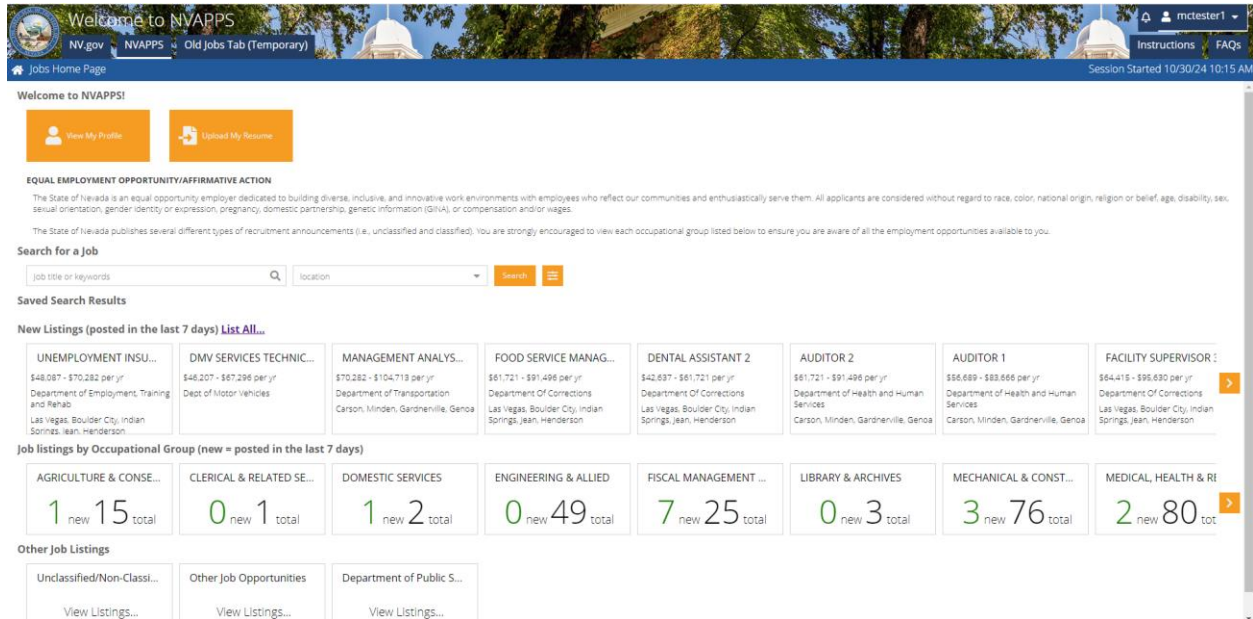 Welcome to NVAPPS
mctester1
NV.gov NVAPPS Old Jobs Tab (Temporary)
Instructions FAQs
Jobs Home Page
Session Started 10/30/24 10:15 AM
Welcome to NVAPPS!
View My Profile
Upload My Resume
EQUAL EMPLOYMENT OPPORTUNITY/AFFIRMATIVE ACTION
The State of Nevada is an equal opportunity employer dedicated to building diverse, inclusive, and innovative work environments with employees who reflect our communities and enthusiastically serve them. All applicants are considered without regard to race, color, national origin, religion or belief, age, disability, sex,
sexual orientation, gender identity or expression, pregnancy, domestic partnership, genetic information (GINA), or compensation and/or wages.
The State of Nevada publishes several different types of recruitment announcements (i.e., unclassified and classified). You are strongly encouraged to view each occupational group listed below to ensure you are aware of all the employment opportunities available to you.
Search for a Job
Job title or keywords
location
Search
Saved Search Results
New Listings (posted in the last 7 days) List All...
UNEMPLOYMENT INSU...
$48,087 - $70,282 per yr
Department of Employment, Training
and Rehab
Las Vegas, Boulder City, Indian
Springs, Jean, Henderson
DMV SERVICES TECHNIC...
$46,207 - $67,296 per yr
Dept of Motor Vehicles
MANAGEMENT ANALYS...
$70,282 - $104,713 per yr
Department of Transportation
Carson, Minden, Gardnerville, Genoa
FOOD SERVICE MANAG...
$61,721 - $91,496 per yr
Department Of Corrections
Las Vegas, Boulder City, Indian
Springs, Jean, Henderson
DENTAL ASSISTANT 2
$42,637 - $61,721 per yr
Department Of Corrections
Las Vegas, Boulder City, Indian
Springs, Jean, Henderson
AUDITOR 2
$61,721 - $91,496 per yr
Department of Health and Human
Services
Carson, Minden, Gardnerville, Genoa
AUDITOR 1
$56,689 - $83,666 per yr
Department of Health and Human
Services
Carson, Minden, Gardnerville, Genoa
FACILITY SUPERVISOR
$64,415 - $95,630 per yr
Department Of Corrections
Las Vegas, Boulder City, Indian
Springs, Jean, Henderson
Job listings by Occupational Group (new = posted in the last 7 days)
AGRICULTURE & CONSE...
1 new 15 total
CLERICAL & RELATED SE...
0 new 1 total
DOMESTIC SERVICES
1 new 2 total
ENGINEERING & ALLIED
0 new 49 total
FISCAL MANAGEMENT ...
7 new 25 total
LIBRARY & ARCHIVES
0 new 3 total
MECHANICAL & CONST...
3 new 76 total
MEDICAL, HEALTH & RE
2 new 80 tot
Other Job Listings
Unclassified/Non-Classi...
View Listings...
Other Job Opportunities
View Listings...
Department of Public S...
View Listings...